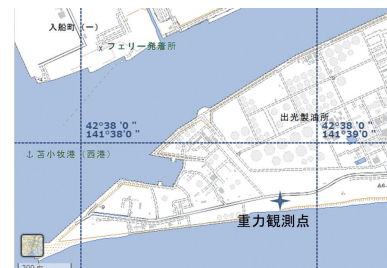 入船町（一）
フェリー発着所
出光製油所
42°38 '0 "
141°38'0 "
42°38 '0 "
141°39'0 "
苫小牧港（西港）
重力観測点
300 m